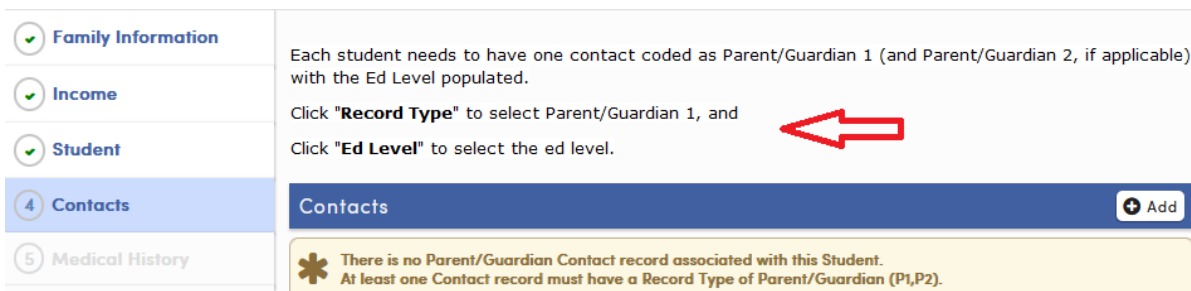 Family Information
Income
Student
4 Contacts
5 Medical History
Each student needs to have one contact coded as Parent/Guardian 1 (and Parent/Guardian 2, if applicable)
with the Ed Level populated.
Click "Record Type" to select Parent/Guardian 1, and
Click "Ed Level" to select the ed level.
Contacts
Add
There is no Parent/Guardian Contact record associated with this Student.
At least one Contact record must have a Record Type of Parent/Guardian (P1,P2).